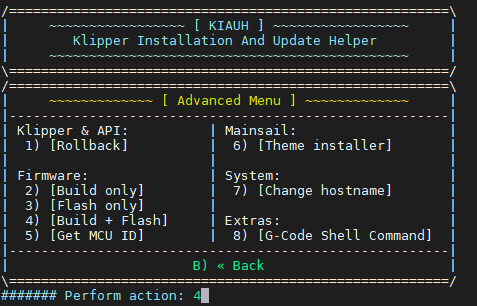 /=======================================================\
|     ~~~~~~~~~~~~~~~~~ [ KIAUH ] ~~~~~~~~~~~~~~~~~     |
|        Klipper Installation And Update Helper         |
|     ~~~~~~~~~~~~~~~~~~~~~~~~~~~~~~~~~~~~~~~~~~~~~     |
\=======================================================/
/=======================================================\
|     ~~~~~~~~~~~~~ [ Advanced Menu ] ~~~~~~~~~~~~~     |
|-------------------------------------------------------|
| Klipper & API:          | Mainsail:                   |
|  1) [Rollback]          |  6) [Theme installer]       |
|                         |                             |
| Firmware:               | System:                     |
|  2) [Build only]        |  7) [Change hostname]       |
|  3) [Flash only]        |                             |
|  4) [Build + Flash]     | Extras:                     |
|  5) [Get MCU ID]        |  8) [G-Code Shell Command]  |
|-------------------------------------------------------|
|                       B) « Back                       |
\=======================================================/
####### Perform action: 4